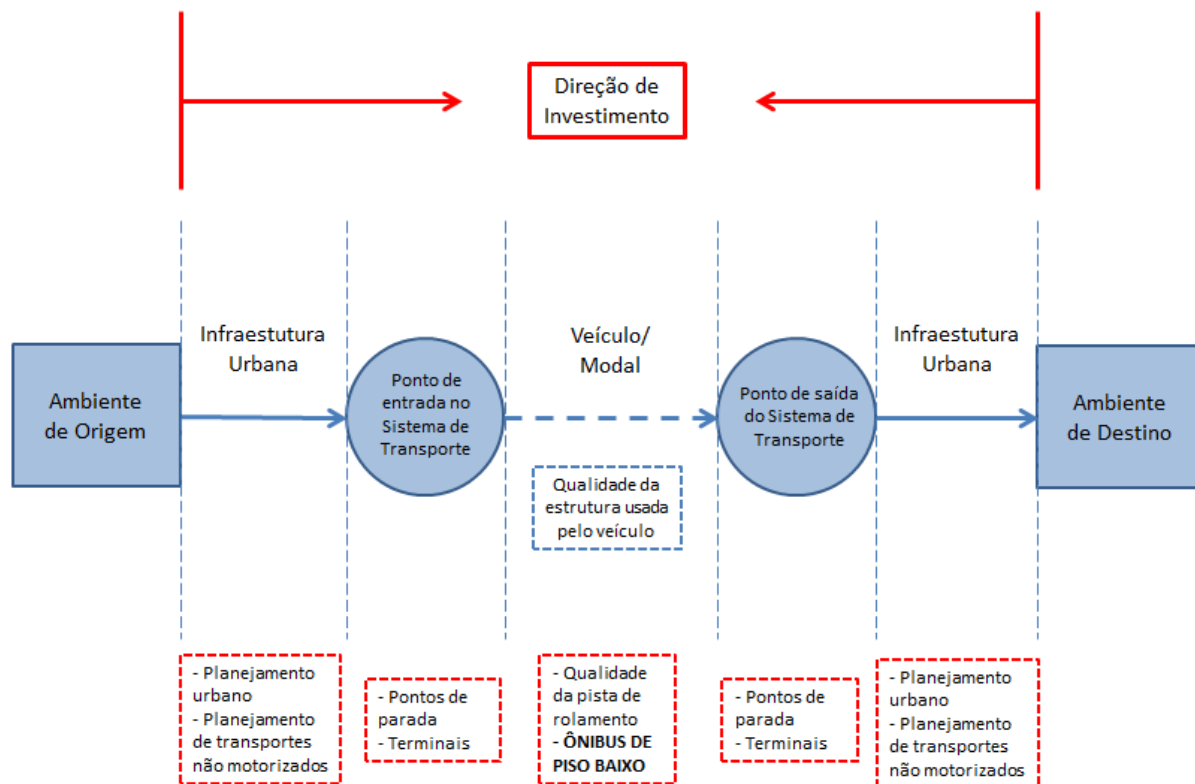 Direção de
Investimento
Infraestutura
Urbana
Veículo/
Modal
Infraestutura
Urbana
Ambiente
de Origem
Ponto de
entrada no
Sistema de
Transporte
Ponto de saída
do Sistema de
Transporte
Ambiente
de Destino
Qualidade da
estrutura usada
pelo veículo
- Planejamento
urbano
- Planejamento
de transportes
não motorizados
- Pontos de
parada
- Terminais
- Qualidade
da pista de
rolamento
- ÔNIBUS DE
PISO BAIXO
- Pontos de
parada
- Terminais
- Planejamento
urbano
- Planejamento
de transportes
não motorizados